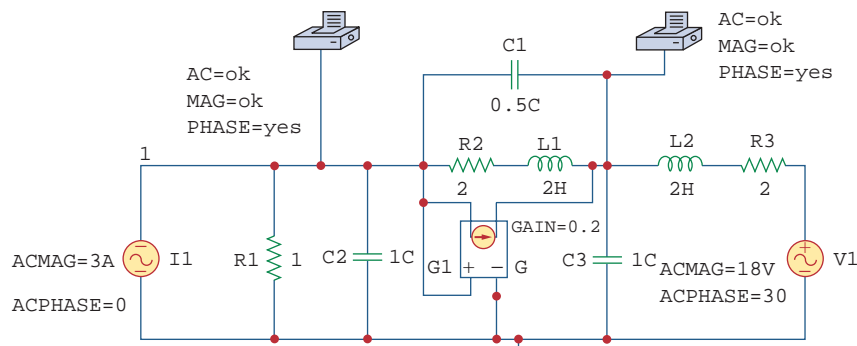 AC=ok
MAG=ok
PHASE=yes
AC=ok
MAG=ok
PHASE=yes
C1
0.5C
1
R2
2
L1
2H
L2
2H
R3
2
GAIN=0.2
ACMAG=3A
I1
ACPHASE=0
R1
1
C2
1C
G1
+
−
G
C3
1C
ACMAG=18V
ACPHASE=30
V1